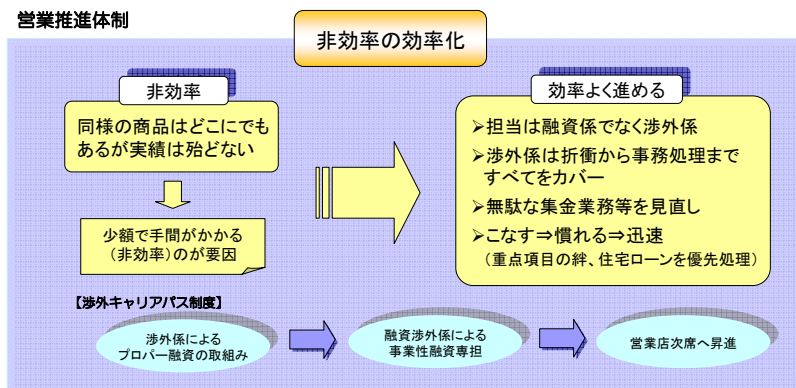 営業推進体制
非効率の効率化
非効率
同様の商品はどこにでも
あるが実績は殆どない
少額で手間がかかる
（非効率）のが要因
効率よく進める
➢担当は融資係でなく渉外係
➢渉外係は折衝から事務処理まで
すべてをカバー
➢無駄な集金業務等を見直し
➢こなす⇒慣れる⇒迅速
（重点項目の絆、住宅ローンを優先処理）
【渉外キャリアパス制度】
渉外係による
プロパー融資の取組み
融資渉外係による
事業性融資専担
営業店次席へ昇進